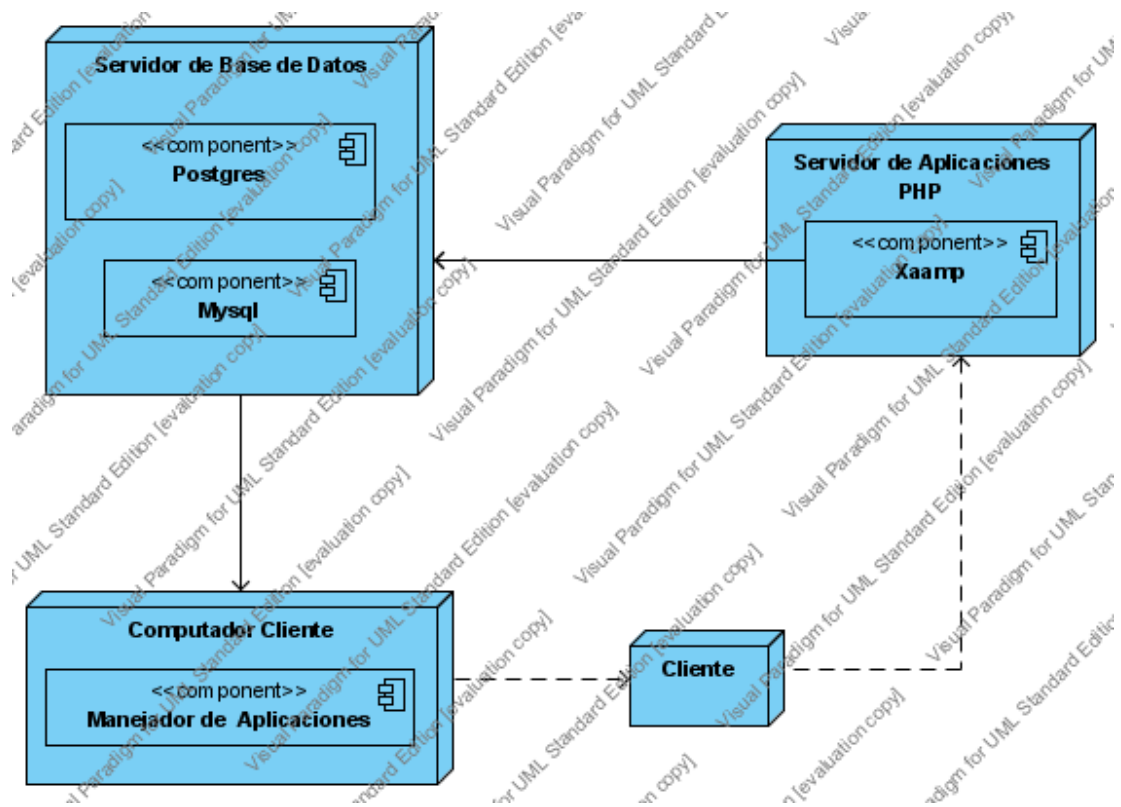 Servidor de Base de Datos
<<component>>
Postgres
<<component>>
Mysql
Servidor de Aplicaciones
PHP
<<component>>
Xaamp
Computador Cliente
<<component>>
Manejador de Aplicaciones
Cliente
Visual Paradigm for UML Standard Edition [evaluation copy]